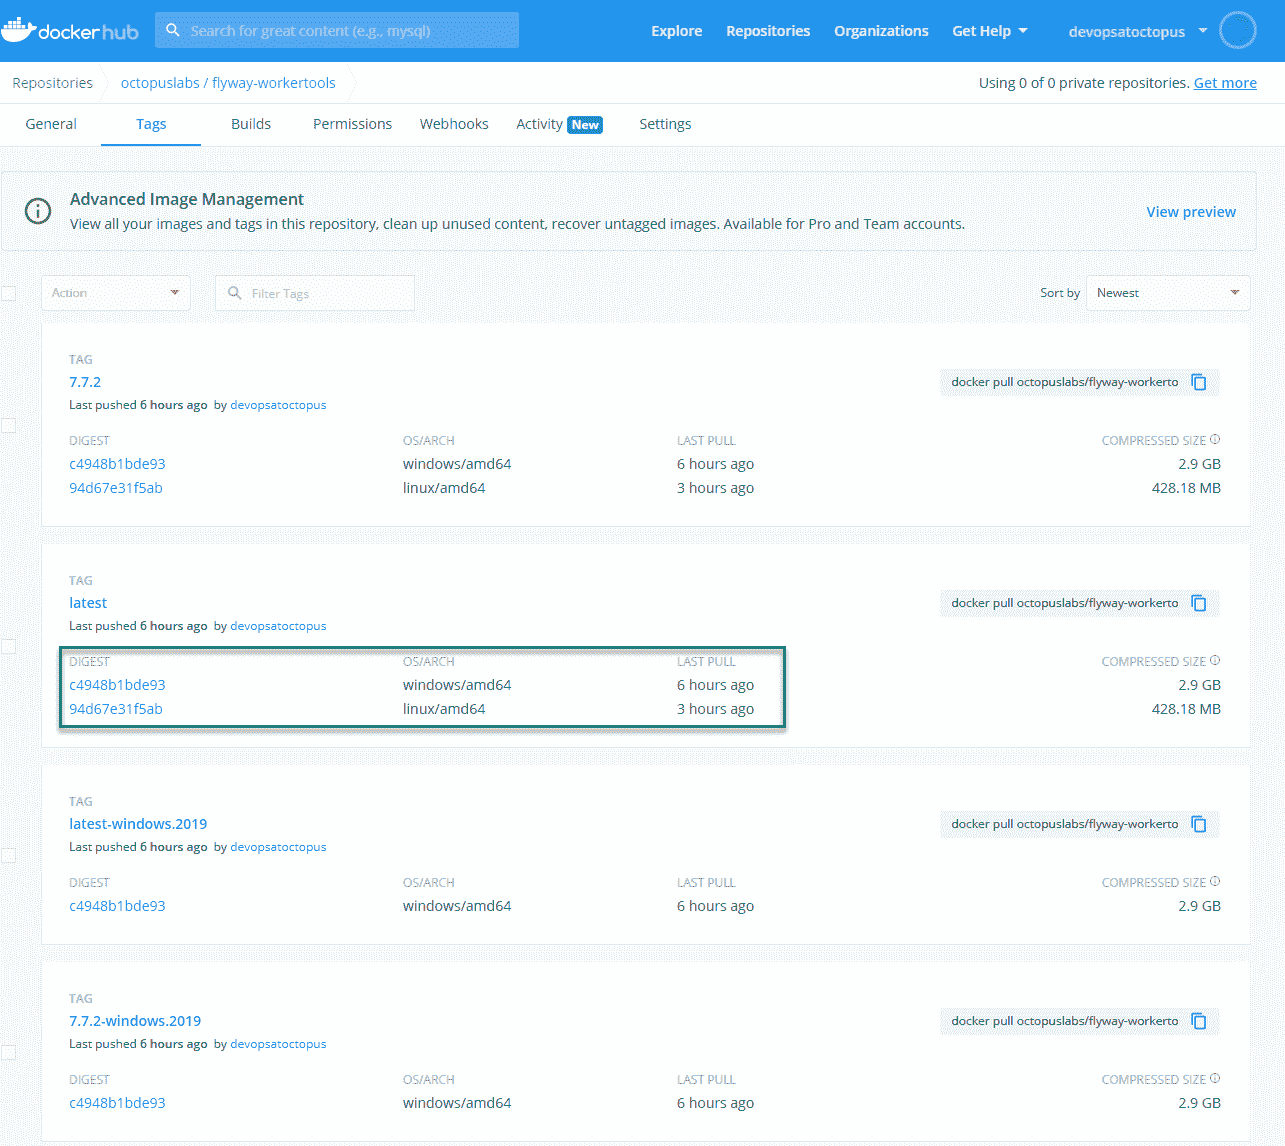 dockerhub Search for great content (e.g., mysql) Explore Repositories Organizations Get Help devopsatoctopus
Repositories octopuslabs / flyway-workertools Using 0 of 0 private repositories. Get more
General Tags Builds Permissions Webhooks Activity New Settings
Advanced Image Management
View all your images and tags in this repository, clean up unused content, recover untagged images. Available for Pro and Team accounts.
View preview
Action Filter Tags Sort by Newest
TAG
7.7.2 docker pull octopuslabs/flyway-workerto
Last pushed 6 hours ago by devopsatoctopus
DIGEST OS/ARCH LAST PULL COMPRESSED SIZE
c4948b1bde93 windows/amd64 6 hours ago 2.9 GB
94d67e31f5ab linux/amd64 3 hours ago 428.18 MB
TAG
latest docker pull octopuslabs/flyway-workerto
Last pushed 6 hours ago by devopsatoctopus
DIGEST OS/ARCH LAST PULL COMPRESSED SIZE
c4948b1bde93 windows/amd64 6 hours ago 2.9 GB
94d67e31f5ab linux/amd64 3 hours ago 428.18 MB
TAG
latest-windows.2019 docker pull octopuslabs/flyway-workerto
Last pushed 6 hours ago by devopsatoctopus
DIGEST OS/ARCH LAST PULL COMPRESSED SIZE
c4948b1bde93 windows/amd64 6 hours ago 2.9 GB
TAG
7.7.2-windows.2019 docker pull octopuslabs/flyway-workerto
Last pushed 6 hours ago by devopsatoctopus
DIGEST OS/ARCH LAST PULL COMPRESSED SIZE
c4948b1bde93 windows/amd64 6 hours ago 2.9 GB